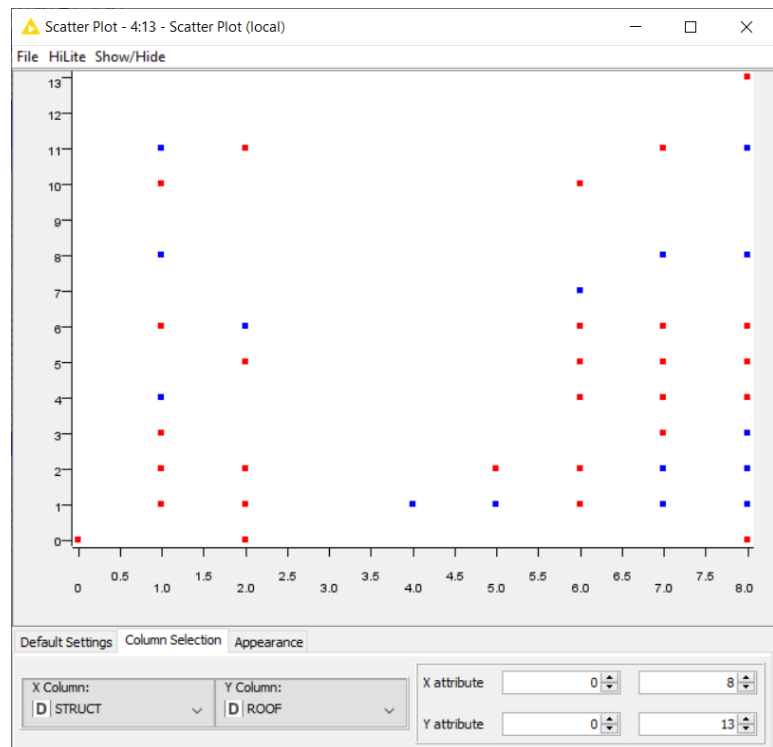 Scatter Plot - 4:13 - Scatter Plot (local)
File HiLite Show/Hide
13
12
11
10
9
8
7
6
5
4
3
2
1
0
0.5 1.5 2.5 3.5 4.5 5.5 6.5 7.5
0 1.0 2.0 3.0 4.0 5.0 6.0 7.0 8.0
Default Settings Column Selection Appearance
X Column: Y Column:
D STRUCT D ROOF
X attribute 0 8
Y attribute 0 13